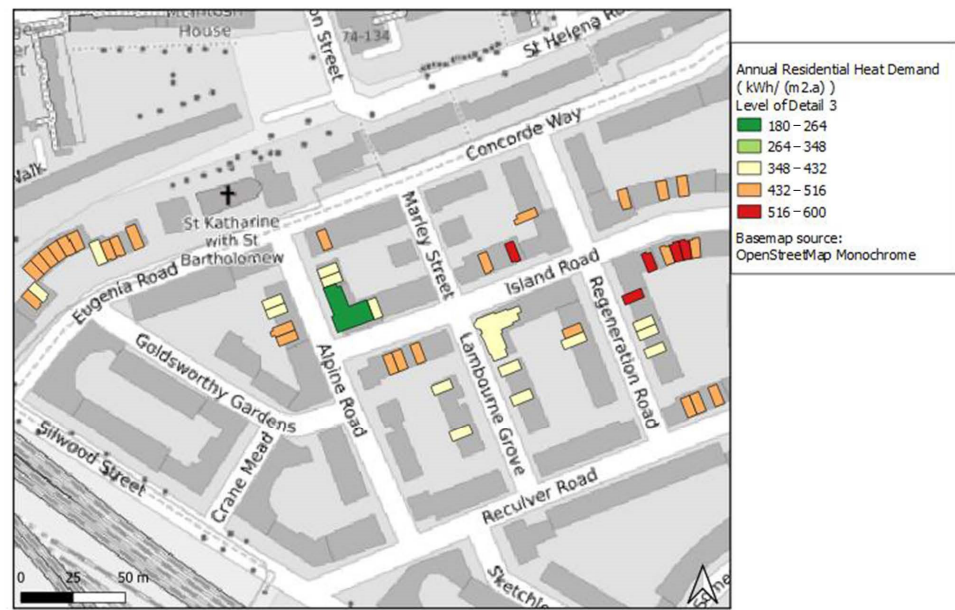 House
74-134
St Helena
Concorde Way
St Katharine
with St
Bartholomew
Marley Street
Eugenia Road
Island Road
Regeneration Road
Goldsworthy
Gardens
Alpine Road
Lambourne
Grove
Silwood Street
Crane Mead
Reculver Road
0 25 50 m
Annual Residential Heat Demand
( kWh/ (m2.a) )
Level of Detail 3
180 – 264
264 – 348
348 – 432
432 – 516
516 – 600
Basemap source:
OpenStreetMap Monochrome